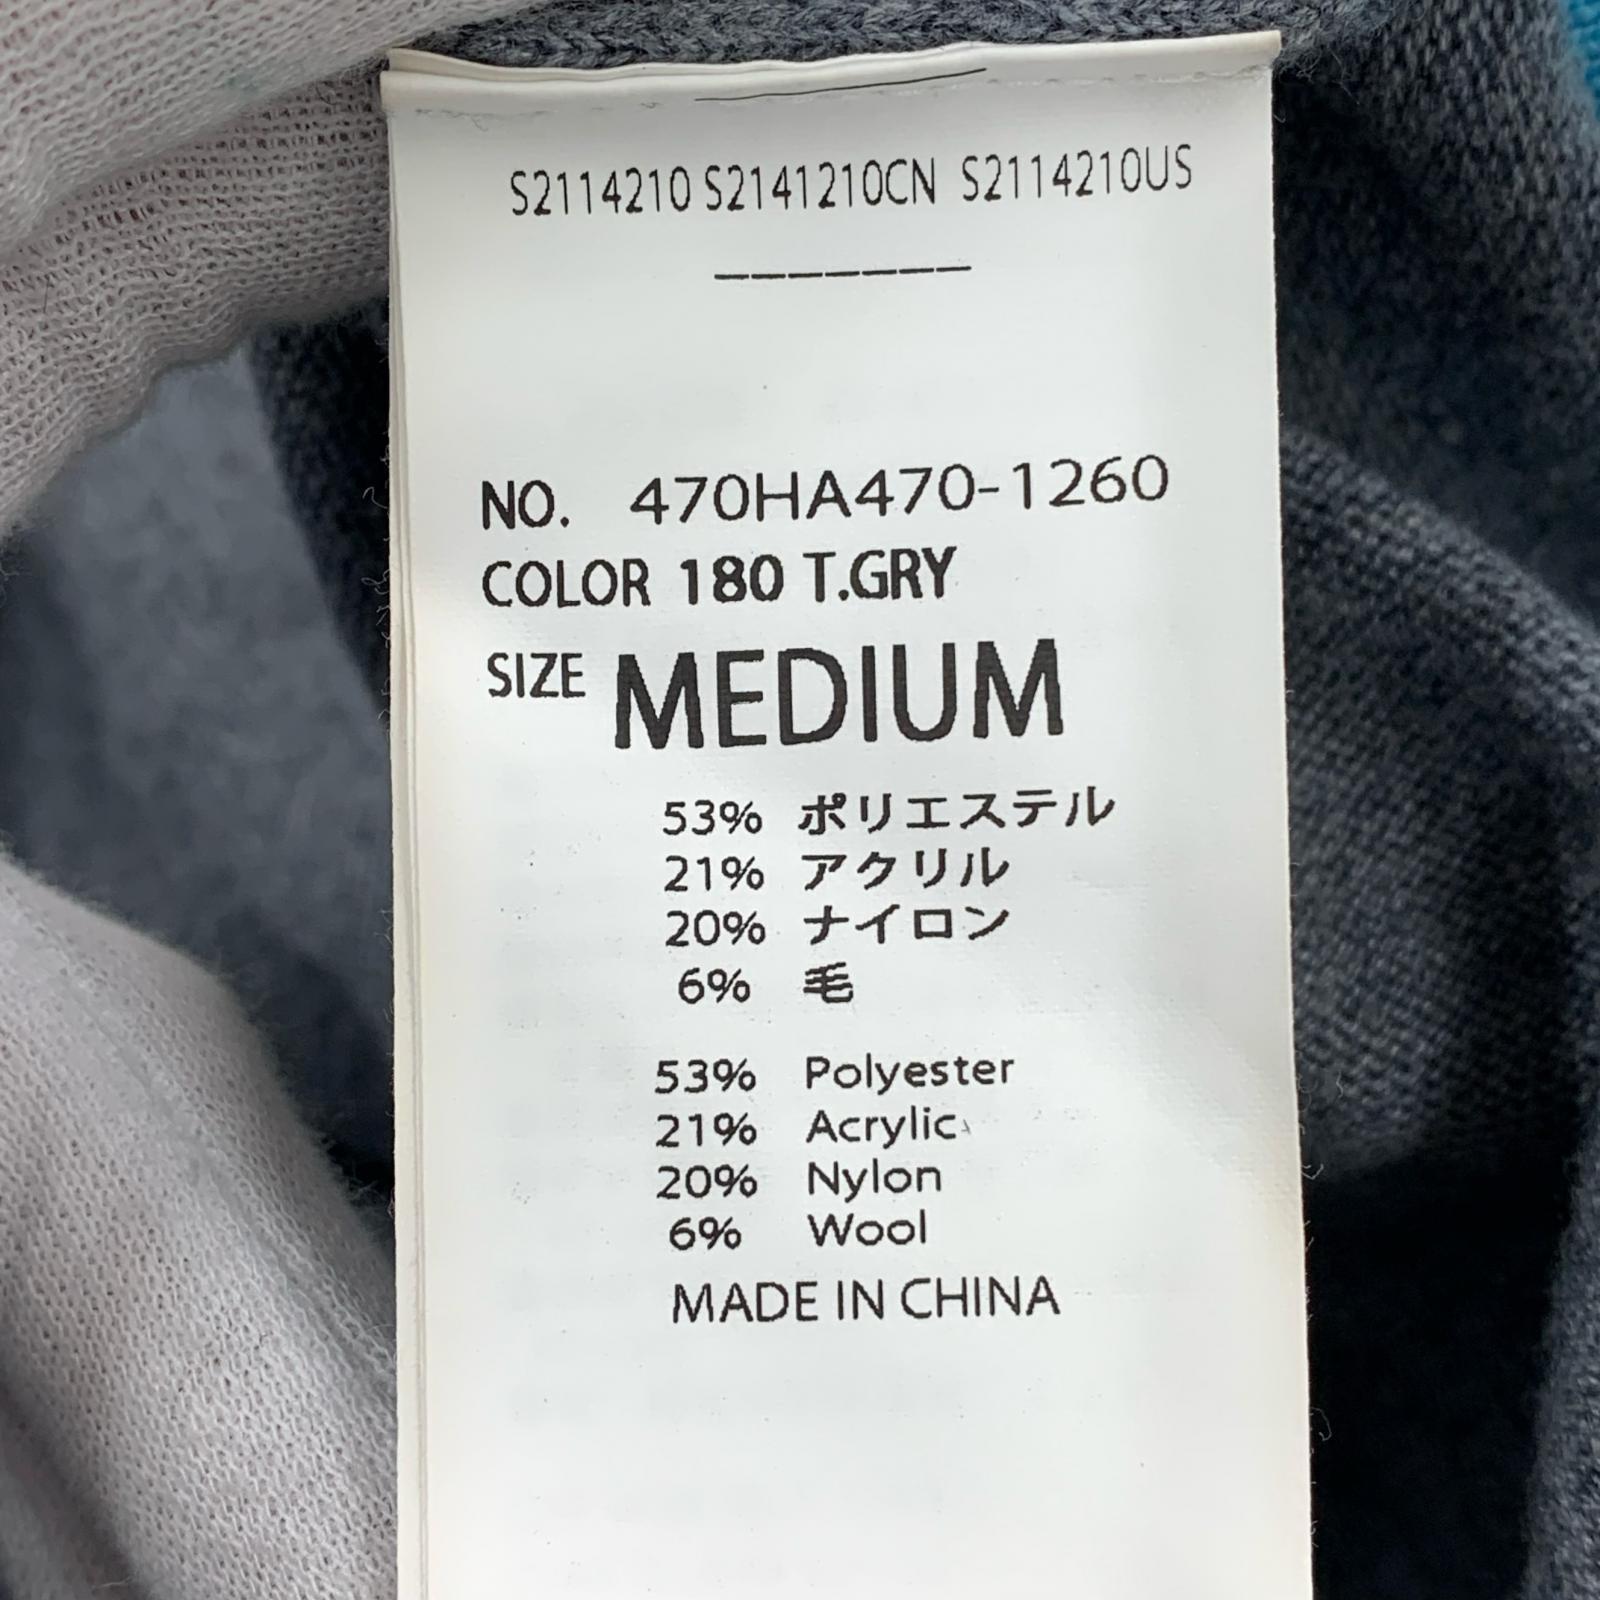 S2114210 S2141210CN S2114210US
_______
NO. 470HA470-1260
COLOR 180 T.GRY
SIZE MEDIUM
53% ポリエステル
21% アクリル
20% ナイロン
6% 毛
53% Polyester
21% Acrylic
20% Nylon
6% Wool
MADE IN CHINA